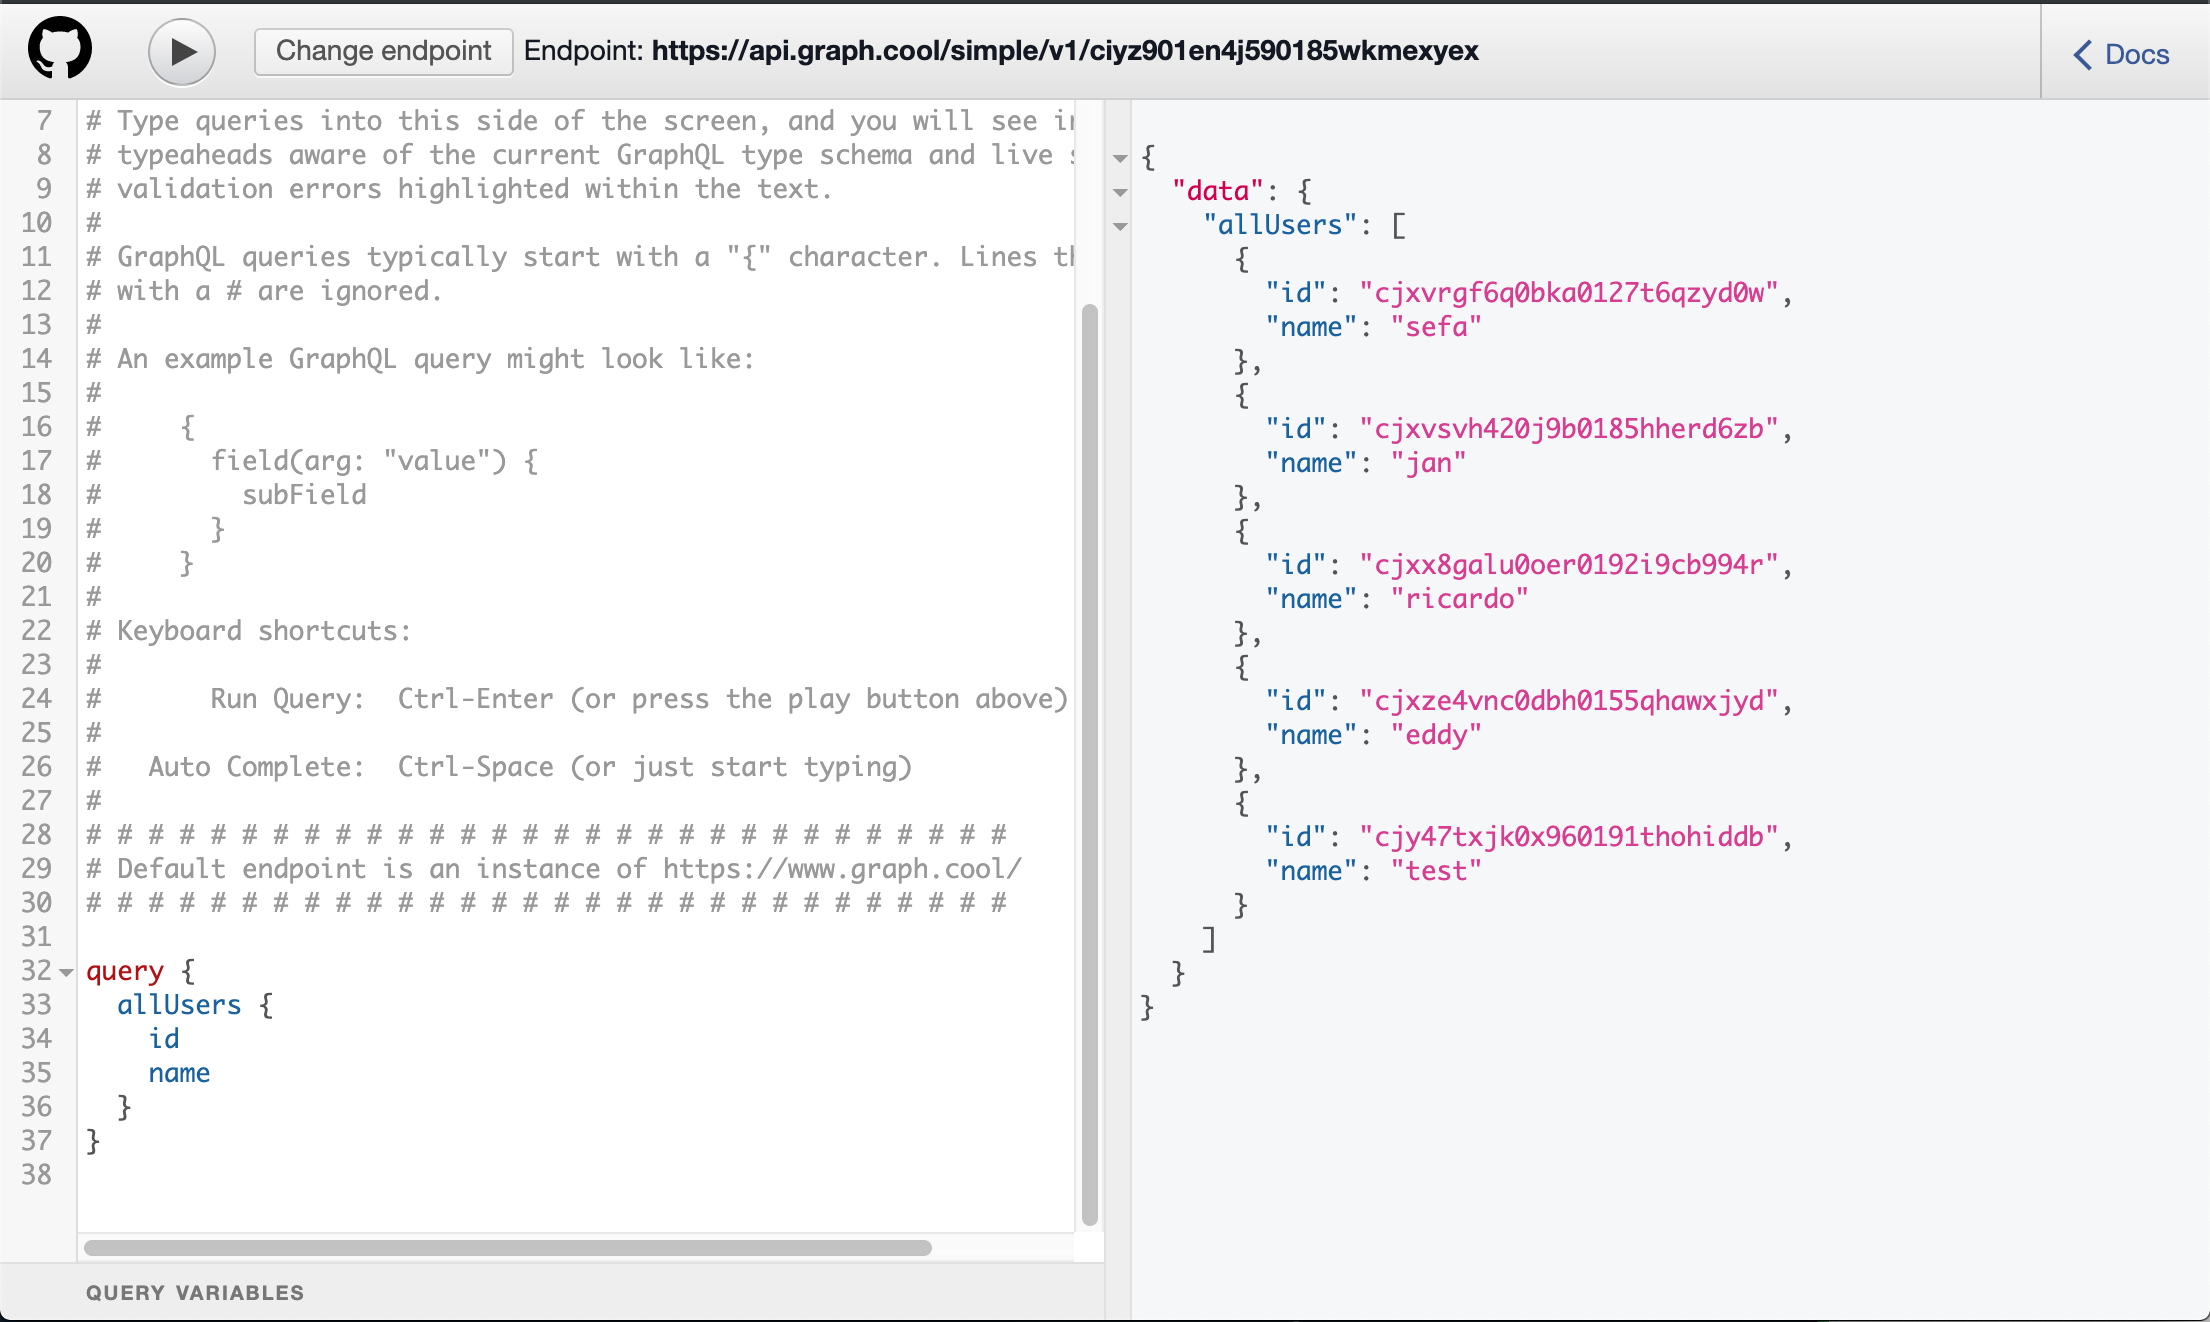 Change endpoint Endpoint: https://api.graph.cool/simple/v1/ciyz901en4j590185wkmexyex
Docs
7 # Type queries into this side of the screen, and you will see
8 # typeaheads aware of the current GraphQL type schema and live
9 # validation errors highlighted within the text.
10 #
11 # GraphQL queries typically start with a "{" character. Lines
12 # with a # are ignored.
13 #
14 # An example GraphQL query might look like:
15 #
16 #     {
17 #       field(arg: "value") {
18 #         subField
19 #       }
20 #     }
21 #
22 # Keyboard shortcuts:
23 #
24 #       Run Query:  Ctrl-Enter (or press the play button above)
25 #
26 #   Auto Complete:  Ctrl-Space (or just start typing)
27 #
28 # # # # # # # # # # # # # # # # # # # # # # # # # # # # # #
29 # Default endpoint is an instance of https://www.graph.cool/
30 # # # # # # # # # # # # # # # # # # # # # # # # # # # # # #
31
32 query {
33   allUsers {
34     id
35     name
36   }
37 }
38
QUERY VARIABLES
{
  "data": {
    "allUsers": [
      {
        "id": "cjxvrgf6q0bka0127t6qzyd0w",
        "name": "sefa"
      },
      {
        "id": "cjxvsvh420j9b0185hherd6zb",
        "name": "jan"
      },
      {
        "id": "cjxx8galu0oer0192i9cb994r",
        "name": "ricardo"
      },
      {
        "id": "cjxze4vnc0dbh0155qhawxjyd",
        "name": "eddy"
      },
      {
        "id": "cjy47txjk0x960191thohiddb",
        "name": "test"
      }
    ]
  }
}